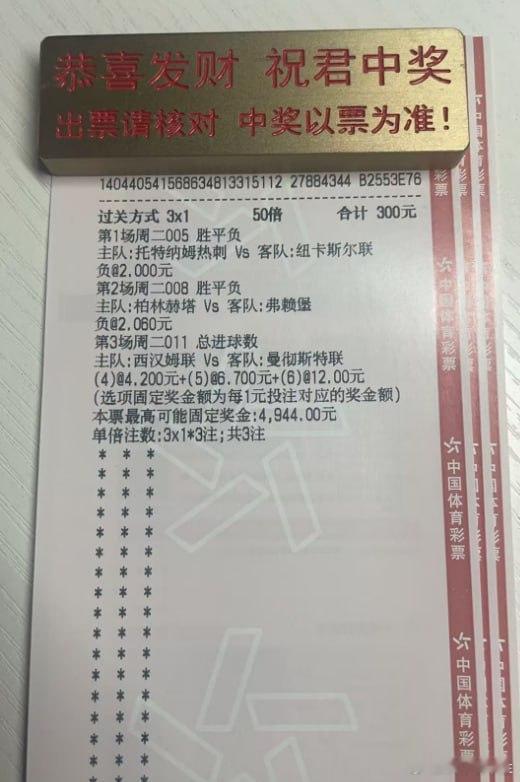 恭喜发财 祝君中奖
出票请核对 中奖以票为准!
140440541568634813315112 27884344 B2553E76
过关方式 3x1 50倍 合计 300元
第1场周二005 胜平负
主队:托特纳姆热刺 Vs 客队:纽卡斯尔联
负@2.000元
第2场周二008 胜平负
主队:柏林赫塔 Vs 客队:弗赖堡
负@2.060元
第3场周二011 总进球数
主队:西汉姆联 Vs 客队:曼彻斯特联
(4)@4.200元+(5)@6.700元+(6)@12.00元
(选项固定奖金额为每1元投注对应的奖金额)
本票最高可能固定奖金:4,944.00元
单倍注数:3x1*3注;共3注
中国体育彩票
中国体育彩票
中国体育彩票
中国体育彩票